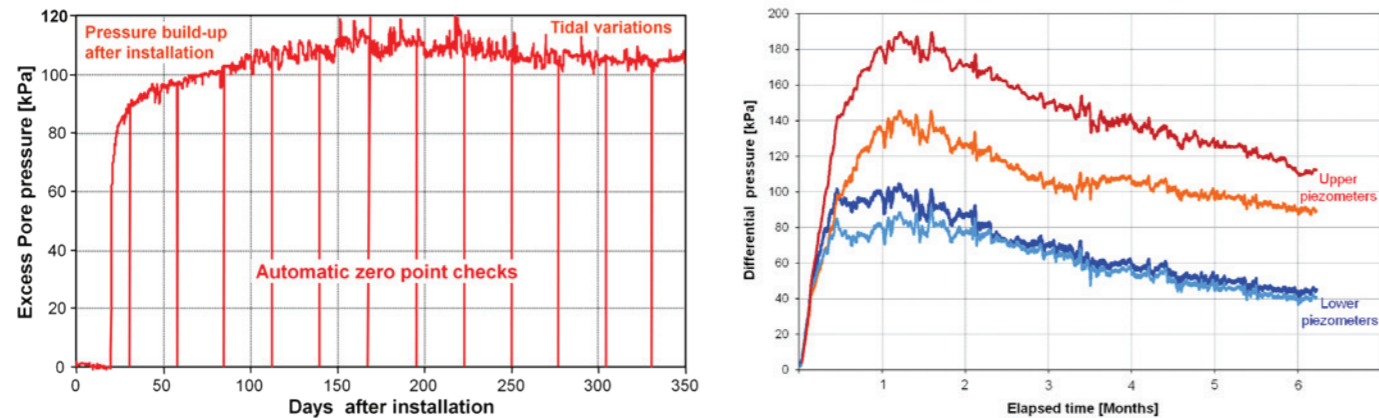 120
100
80
60
40
20
0
Excess Pore pressure [kPa]
Pressure build-up
after installation
Tidal variations
Automatic zero point checks
0 50 100 150 200 250 300 350
Days after installation
200
180
160
140
120
100
80
60
40
20
0
Differential pressure [kPa]
Upper
piezometers
Lower
piezometers
1 2 3 4 5 6
Elapsed time [Months]